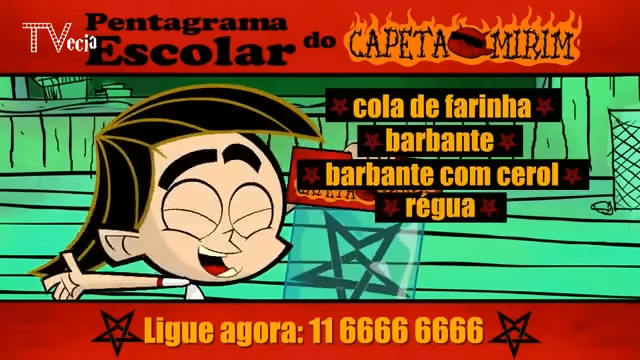 TVecia
Pentagrama
Escolar do CAPETA MIRIM
cola de farinha
barbante
barbante com cerol
régua
Ligue agora: 11 6666 6666